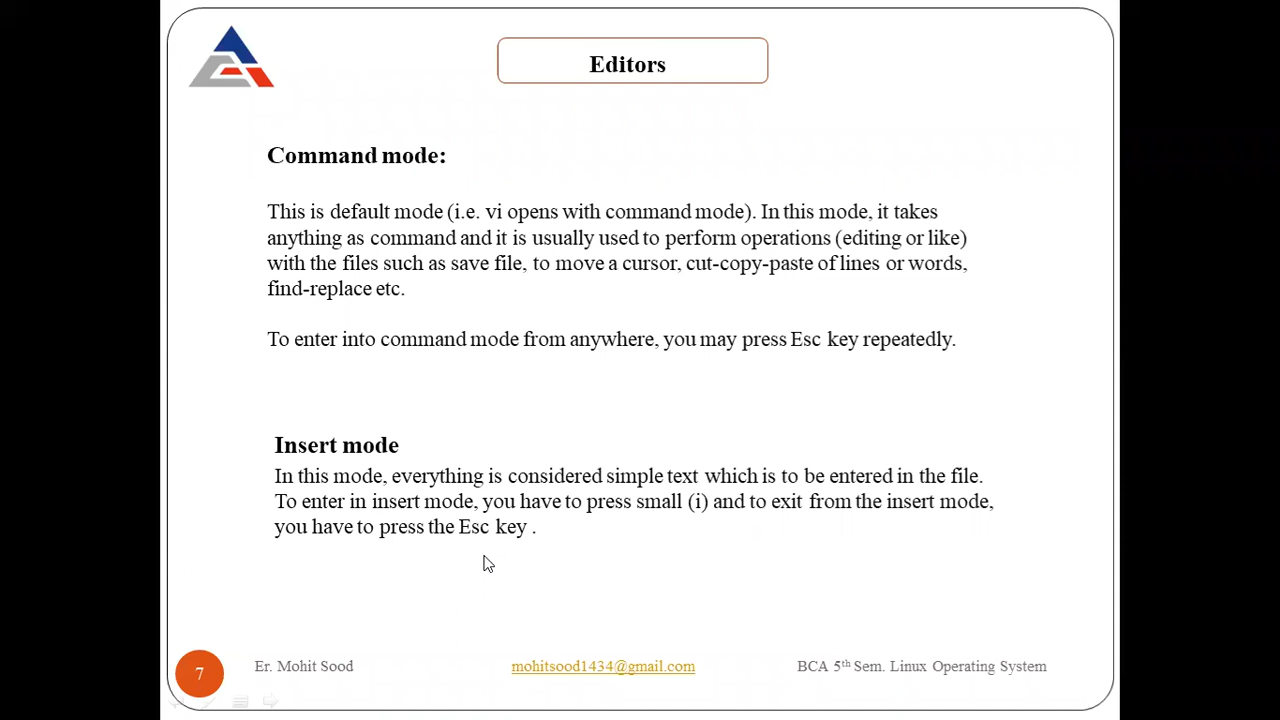 Editors
Command mode:
This is default mode (i.e. vi opens with command mode). In this mode, it takes
anything as command and it is usually used to perform operations (editing or like)
with the files such as save file, to move a cursor, cut-copy-paste of lines or words,
find-replace etc.
To enter into command mode from anywhere, you may press Esc key repeatedly.
Insert mode
In this mode, everything is considered simple text which is to be entered in the file.
To enter in insert mode, you have to press small (i) and to exit from the insert mode,
you have to press the Esc key .
7
Er. Mohit Sood
mohitsood1434@gmail.com
BCA 5th Sem. Linux Operating System